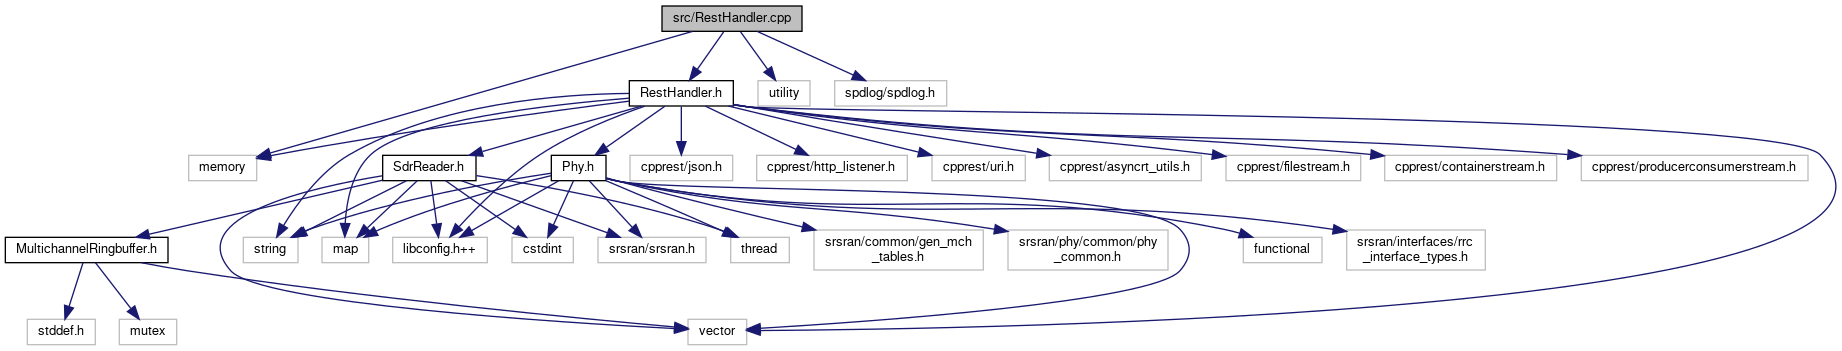 src/RestHandler.cpp
RestHandler.h
utility
spdlog/spdlog.h
memory
SdrReader.h
Phy.h
cpprest/json.h
cpprest/http_listener.h
cpprest/uri.h
cpprest/asyncrt_utils.h
cpprest/filestream.h
cpprest/containerstream.h
cpprest/producerconsumerstream.h
MultichannelRingbuffer.h
string
map
libconfig.h++
cstdint
srsran/srsran.h
thread
srsran/common/gen_mch
_tables.h
srsran/phy/common/phy
_common.h
functional
srsran/interfaces/rrc
_interface_types.h
stddef.h
mutex
vector